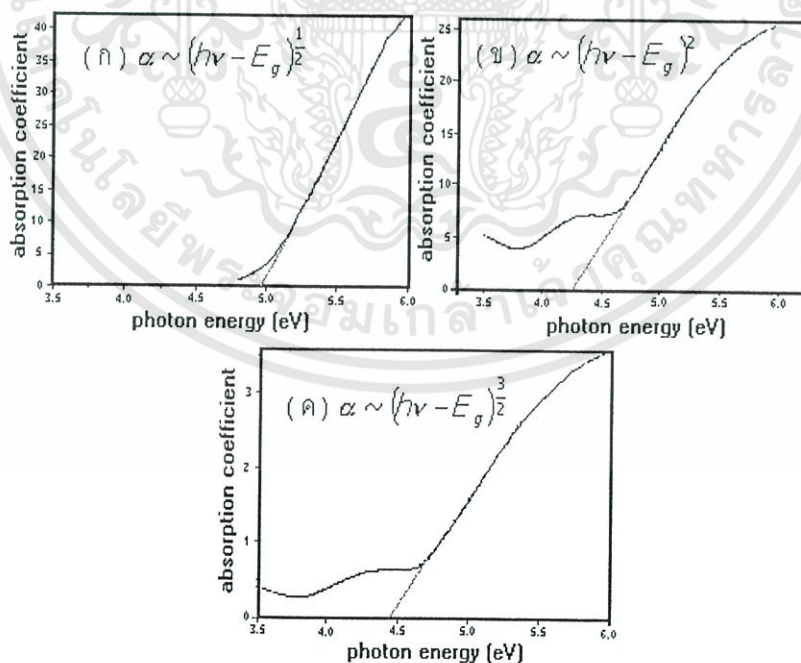 (ก) α ~ (hν − E_g)^{1/2}
absorption coefficient
40
35
30
25
20
15
10
5
0
3.5 4.0 4.5 5.0 5.5 6.0
photon energy (eV)
(ข) α ~ (hν − E_g)^2
absorption coefficient
25
20
15
10
5
0
3.5 4.0 4.5 5.0 5.5 6.0
photon energy (eV)
(ค) α ~ (hν − E_g)^{3/2}
absorption coefficient
3
2
1
0
3.5 4.0 4.5 5.0 5.5 6.0
photon energy (eV)